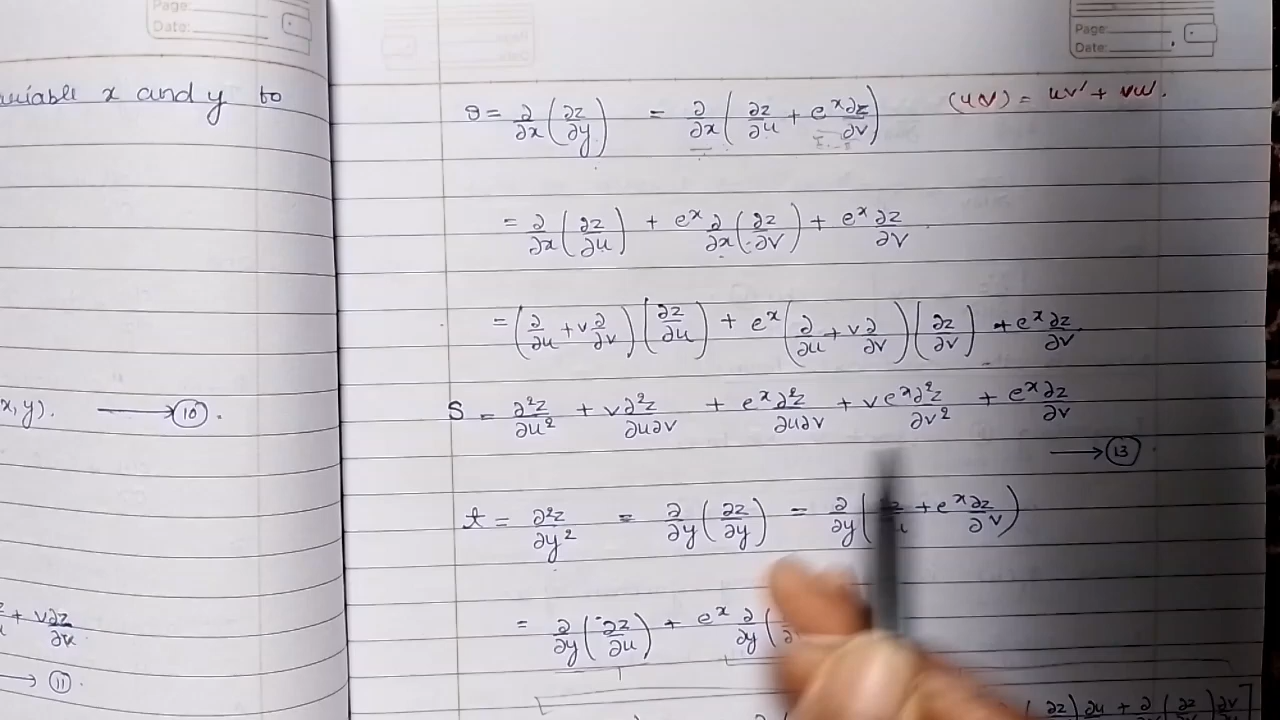 Page:
Date:
variable x and y to
x, y). → (10).
+ v∂z/∂x
→ (11).
Page:
Date:
(uv)' = uv' + vu'.
s = ∂/∂x (∂z/∂y) = ∂/∂x (∂z/∂u + e^x ∂z/∂v)
= ∂/∂x (∂z/∂u) + e^x ∂/∂x (∂z/∂v) + e^x ∂z/∂v
= (∂/∂u + v∂/∂v) (∂z/∂u) + e^x (∂/∂u + v∂/∂v) (∂z/∂v) + e^x ∂z/∂v
S = ∂²z/∂u² + v∂²z/∂u∂v + e^x ∂²z/∂u∂v + ve^x ∂²z/∂v² + e^x ∂z/∂v
→ (13)
t = ∂²z/∂y² = ∂/∂y (∂z/∂y) = ∂/∂y ( + e^x ∂z/∂v)
= ∂/∂y (∂z/∂u) + e^x ∂/∂y (
∂z) ∂u + ∂ (∂z) ∂v]